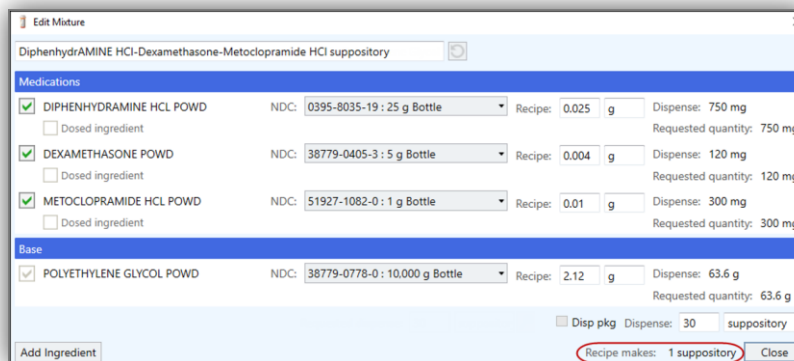 Edit Mixture
DiphenhydrAMINE HCl-Dexamethasone-Metoclopramide HCl suppository
Medications
DIPHENHYDRAMINE HCL POWD NDC: 0395-8035-19 : 25 g Bottle Recipe: 0.025 g Dispense: 750 mg
Dosed ingredient Requested quantity: 750 mg
DEXAMETHASONE POWD NDC: 38779-0405-3 : 5 g Bottle Recipe: 0.004 g Dispense: 120 mg
Dosed ingredient Requested quantity: 120 mg
METOCLOPRAMIDE HCL POWD NDC: 51927-1082-0 : 1 g Bottle Recipe: 0.01 g Dispense: 300 mg
Dosed ingredient Requested quantity: 300 mg
Base
POLYETHYLENE GLYCOL POWD NDC: 38779-0778-0 : 10,000 g Bottle Recipe: 2.12 g Dispense: 63.6 g
Requested quantity: 63.6 g
Disp pkg Dispense: 30 suppository
Add Ingredient Recipe makes: 1 suppository Close